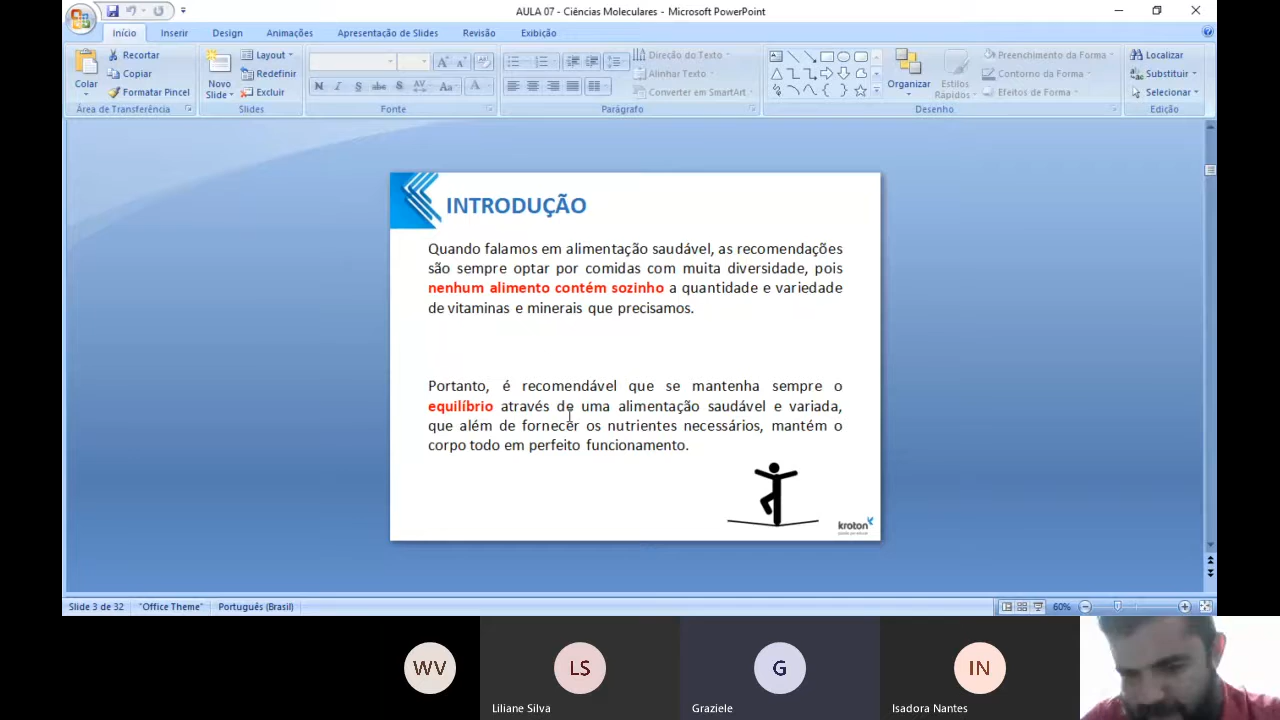 AULA 07 - Ciências Moleculares - Microsoft PowerPoint
Início Inserir Design Animações Apresentação de Slides Revisão Exibição
Colar
Recortar
Copiar
Formatar Pincel
Área de Transferência
Novo
Slide
Layout
Redefinir
Excluir
Slides
Fonte
Direção do Texto
Alinhar Texto
Converter em SmartArt
Parágrafo
Organizar
Estilos
Rápidos
Preenchimento da Forma
Contorno da Forma
Efeitos de Forma
Desenho
Localizar
Substituir
Selecionar
Edição
INTRODUÇÃO
Quando falamos em alimentação saudável, as recomendações
são sempre optar por comidas com muita diversidade, pois
nenhum alimento contém sozinho a quantidade e variedade
de vitaminas e minerais que precisamos.
Portanto, é recomendável que se mantenha sempre o
equilíbrio através de uma alimentação saudável e variada,
que além de fornecer os nutrientes necessários, mantém o
corpo todo em perfeito funcionamento.
kroton
Slide 3 de 32 "Office Theme" Português (Brasil) 60%
WV LS G IN
Liliane Silva Graziele Isadora Nantes